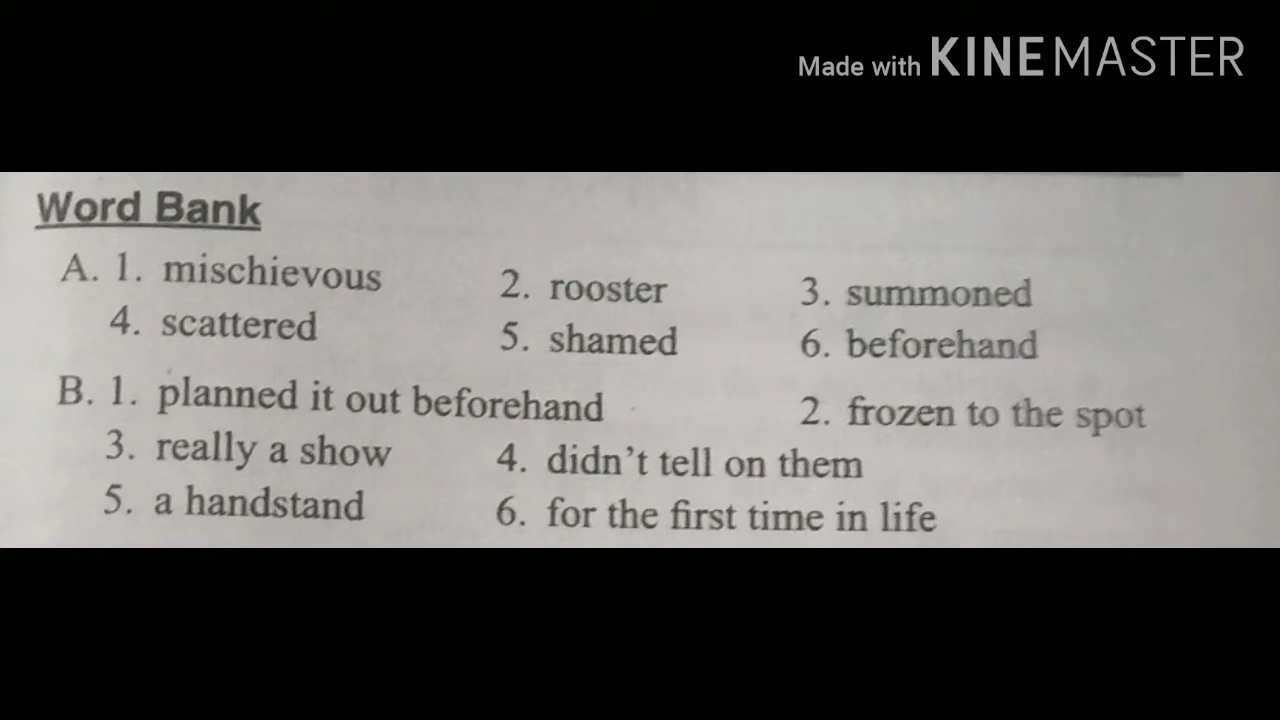 Made with KINEMASTER
Word Bank
A. 1. mischievous 2. rooster 3. summoned
4. scattered 5. shamed 6. beforehand
B. 1. planned it out beforehand 2. frozen to the spot
3. really a show 4. didn't tell on them
5. a handstand 6. for the first time in life